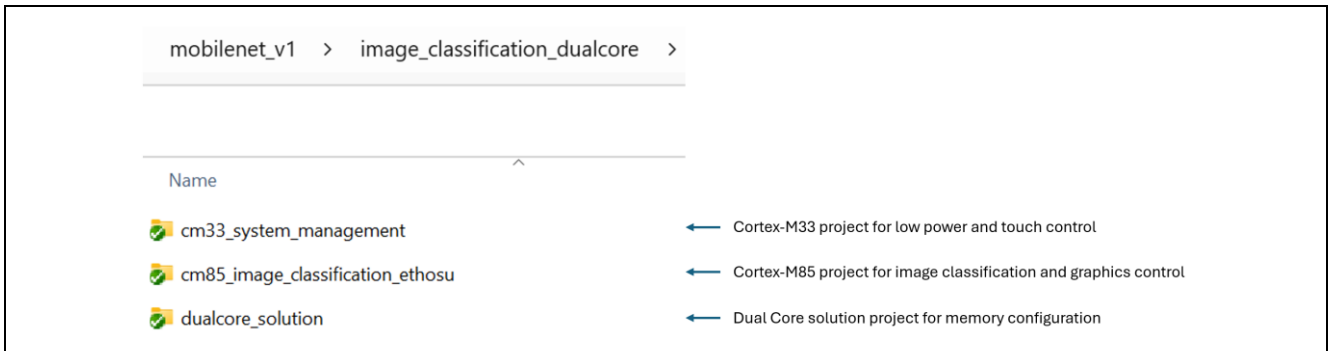 mobilenet_v1 > image_classification_dualcore >
Name
cm33_system_management ← Cortex-M33 project for low power and touch control
cm85_image_classification_ethosu ← Cortex-M85 project for image classification and graphics control
dualcore_solution ← Dual Core solution project for memory configuration